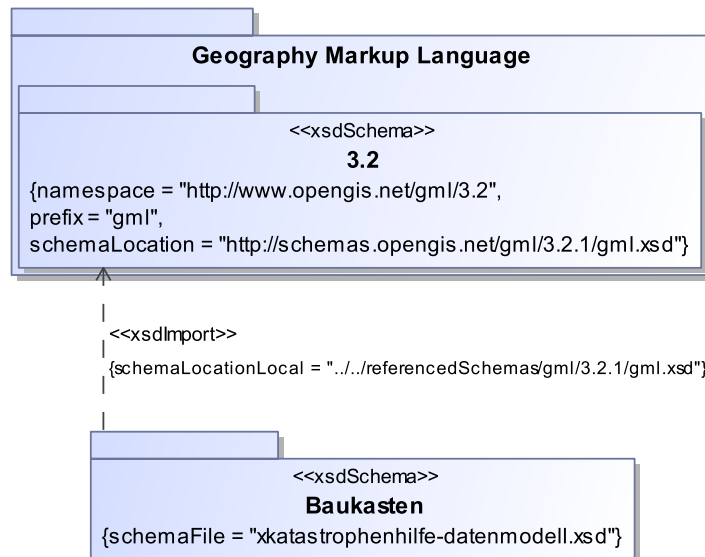 Geography Markup Language
<<xsdSchema>>
3.2
{namespace = "http://www.opengis.net/gml/3.2",
prefix = "gml",
schemaLocation = "http://schemas.opengis.net/gml/3.2.1/gml.xsd"}
<<xsdImport>>
{schemaLocationLocal = "../../referencedSchemas/gml/3.2.1/gml.xsd"}
<<xsdSchema>>
Baukasten
{schemaFile = "xkatastrophenhilfe-datenmodell.xsd"}